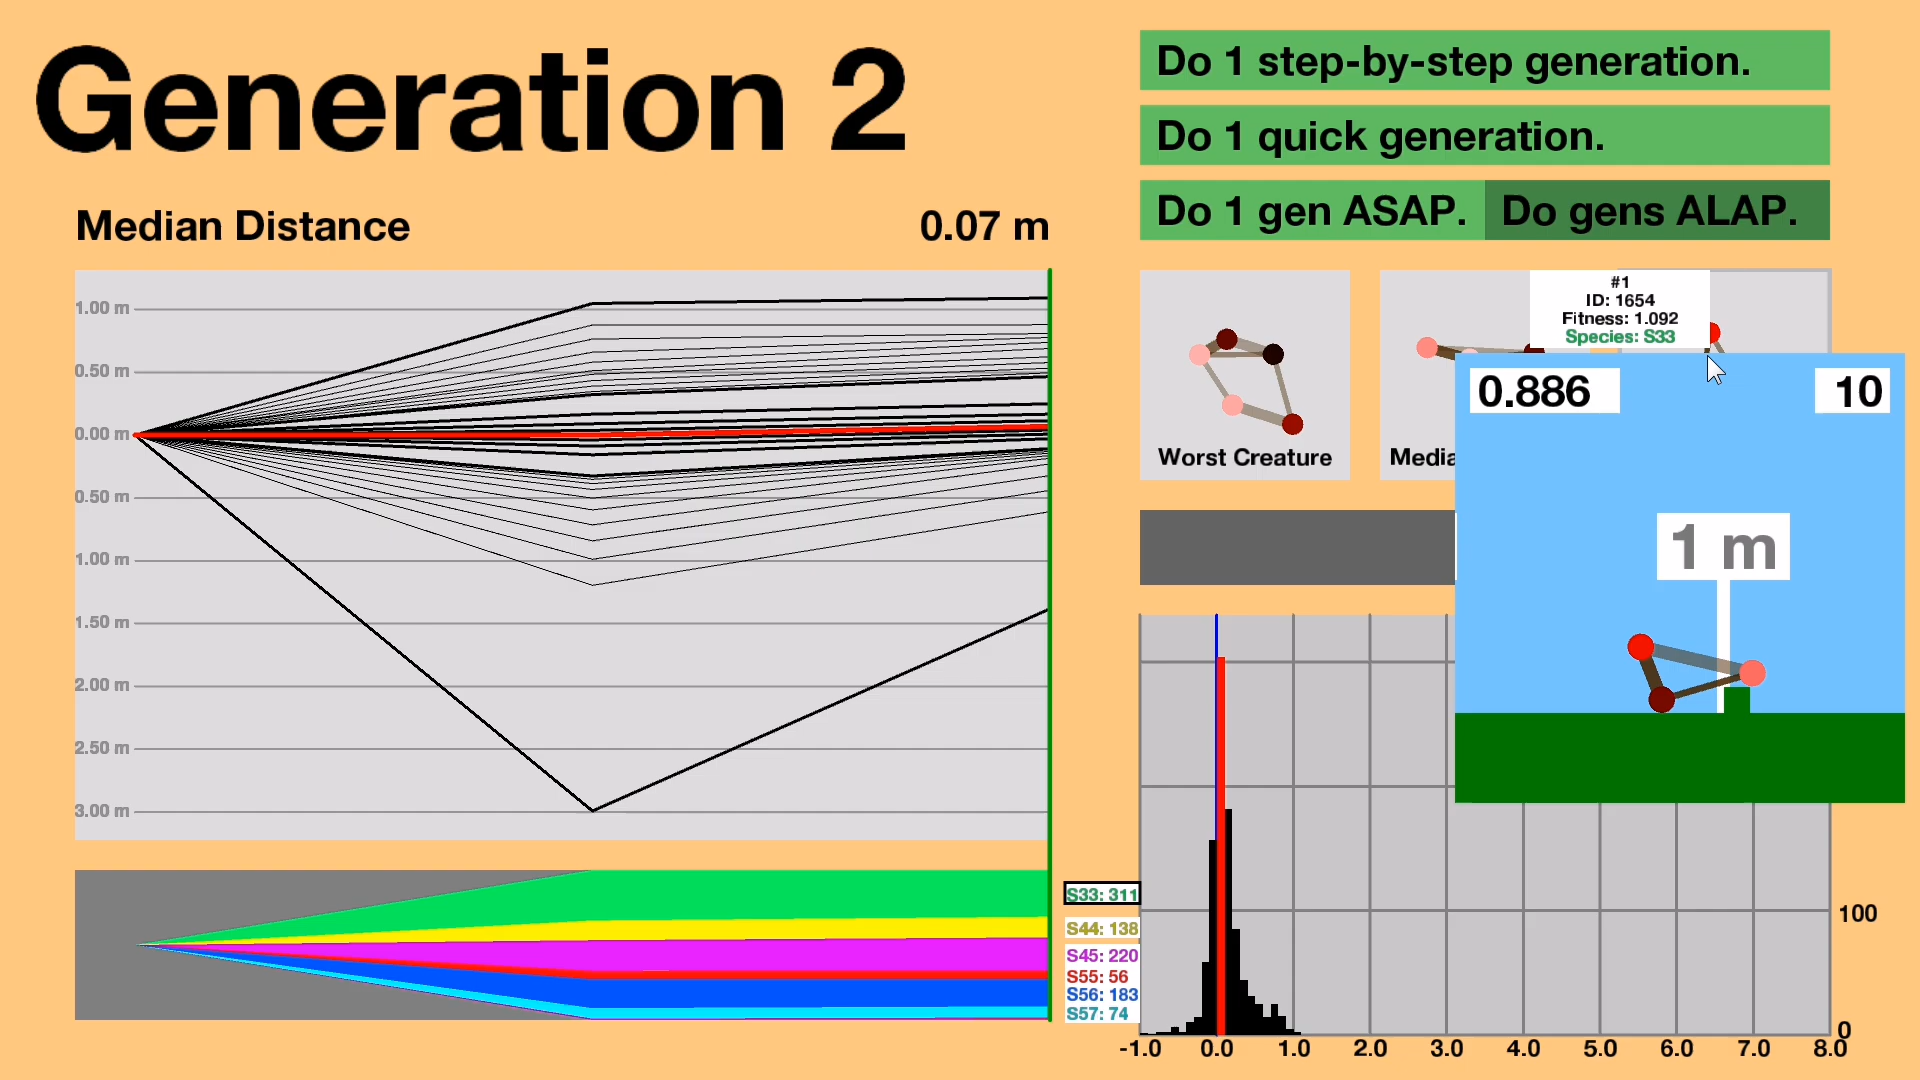 Generation 2
Do 1 step-by-step generation.
Do 1 quick generation.
Do 1 gen ASAP.
Do gens ALAP.
Median Distance
0.07 m
1.00 m
0.50 m
0.00 m
0.50 m
1.00 m
1.50 m
2.00 m
2.50 m
3.00 m
Worst Creature
#1
ID: 1654
Fitness: 1.092
Species: S33
0.886
10
1 m
S33: 311
S44: 138
S45: 220
S55: 56
S56: 183
S57: 74
100
0
-1.0
0.0
1.0
2.0
3.0
4.0
5.0
6.0
7.0
8.0